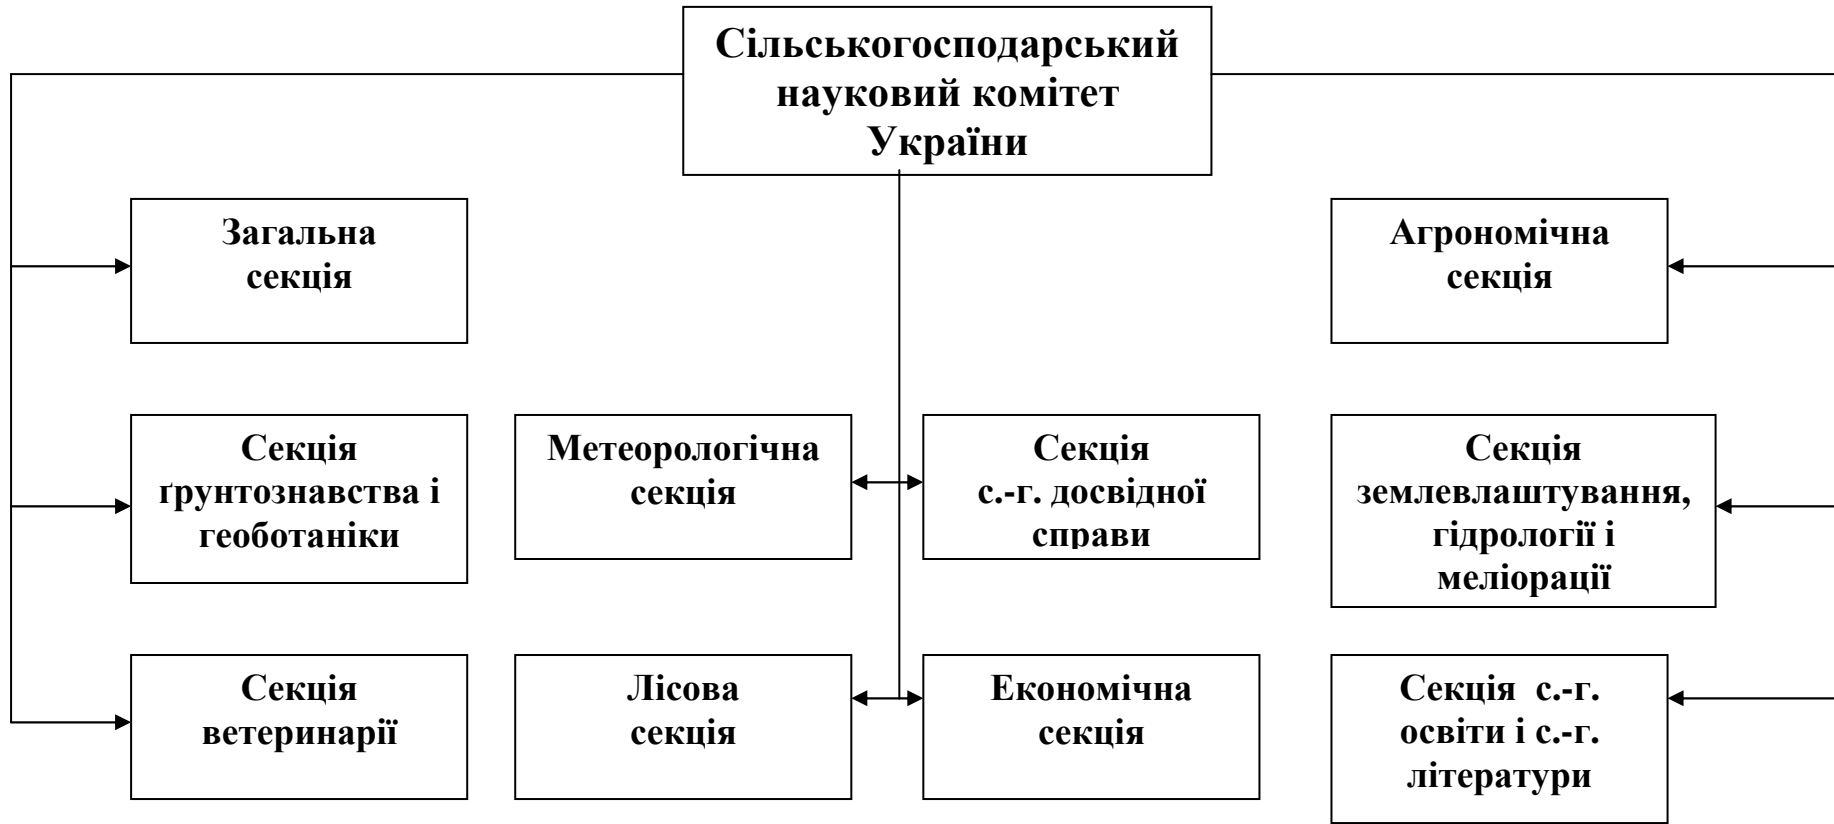 Сільськогосподарський
науковий комітет
України
Загальна
секція
Агрономічна
секція
Секція
ґрунтознавства і
геоботаніки
Метеорологічна
секція
Секція
с.-г. досвідної
справи
Секція
землевлаштування,
гідрології і
меліорації
Секція
ветеринарії
Лісова
секція
Економічна
секція
Секція с.-г.
освіти і с.-г.
літератури